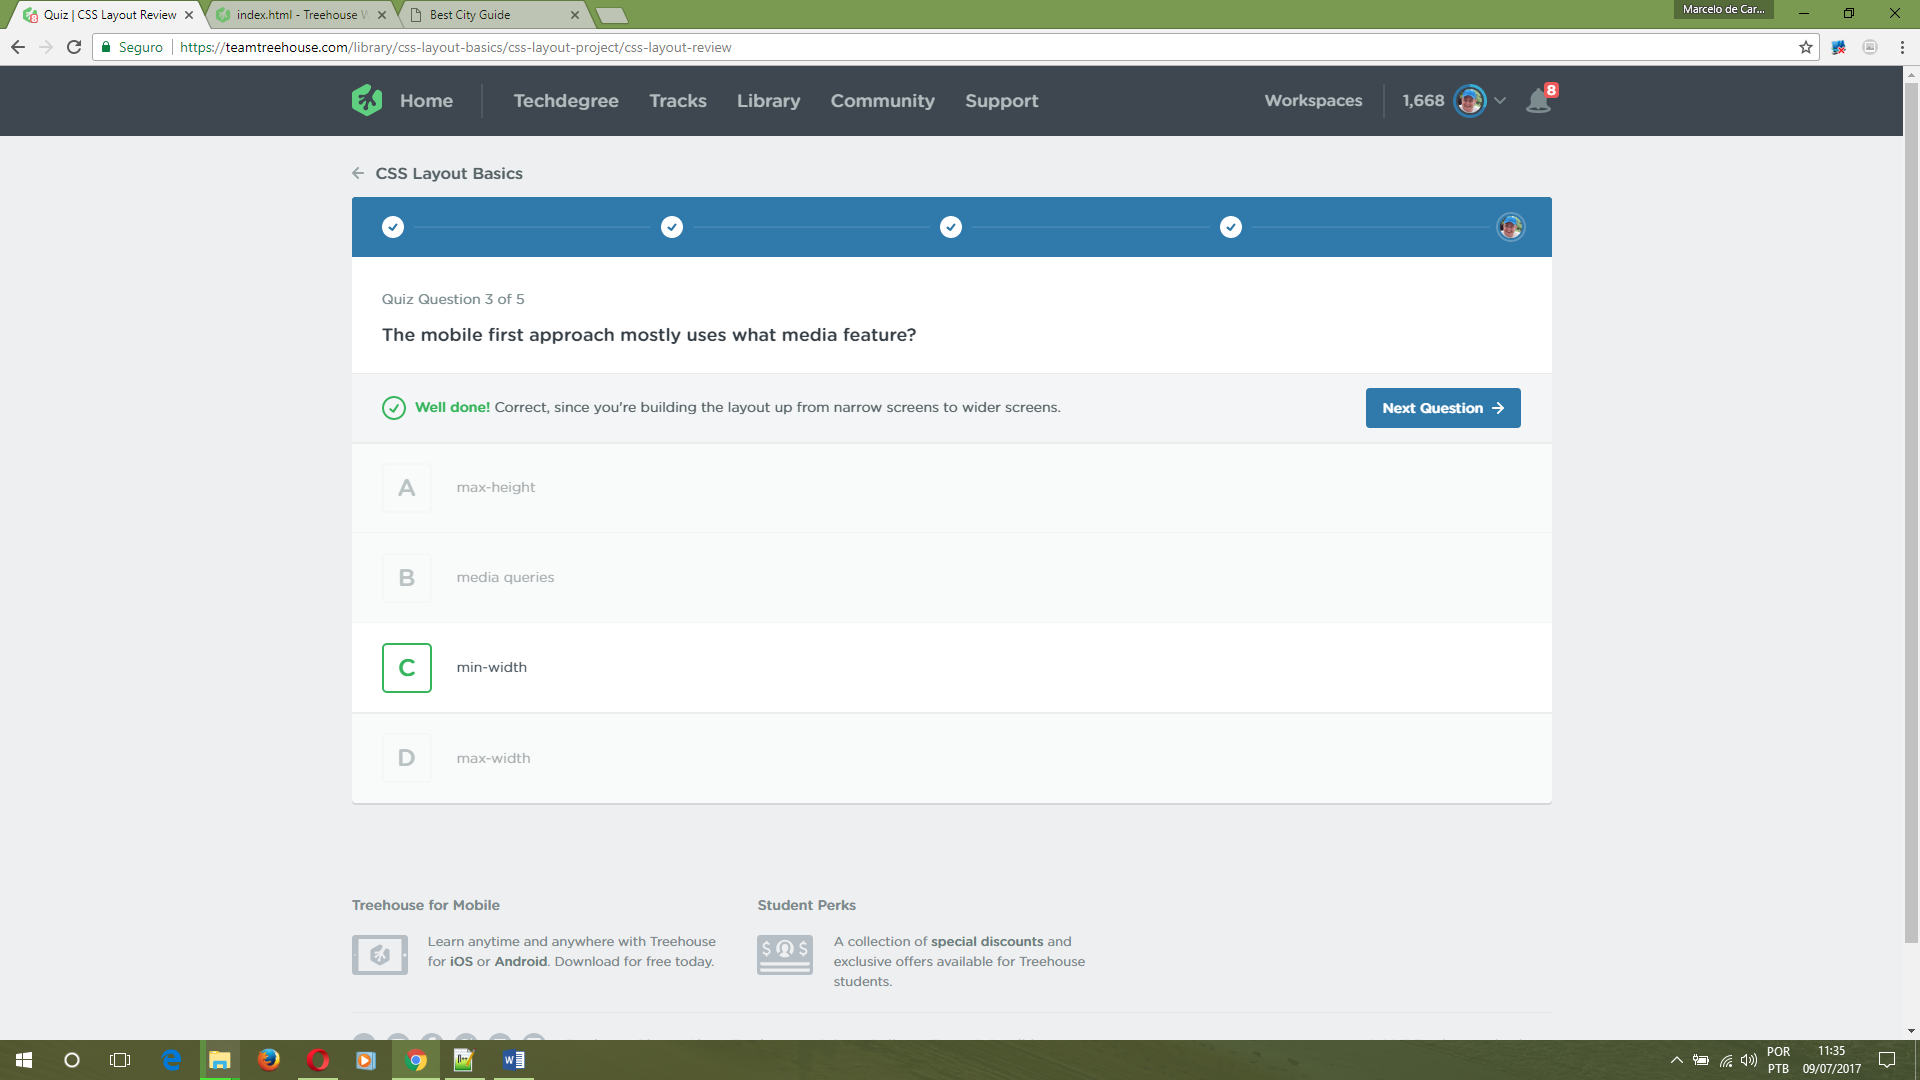 Quiz | CSS Layout Review
index.html - Treehouse W
Best City Guide
Marcelo de Car...
Seguro
https://teamtreehouse.com/library/css-layout-basics/css-layout-project/css-layout-review
Home
Techdegree
Tracks
Library
Community
Support
Workspaces
1,668
8
CSS Layout Basics
Quiz Question 3 of 5
The mobile first approach mostly uses what media feature?
Well done! Correct, since you're building the layout up from narrow screens to wider screens.
Next Question
A
max-height
B
media queries
C
min-width
D
max-width
Treehouse for Mobile
Learn anytime and anywhere with Treehouse
for iOS or Android. Download for free today.
Student Perks
A collection of special discounts and
exclusive offers available for Treehouse
students.
POR
PTB
11:35
09/07/2017